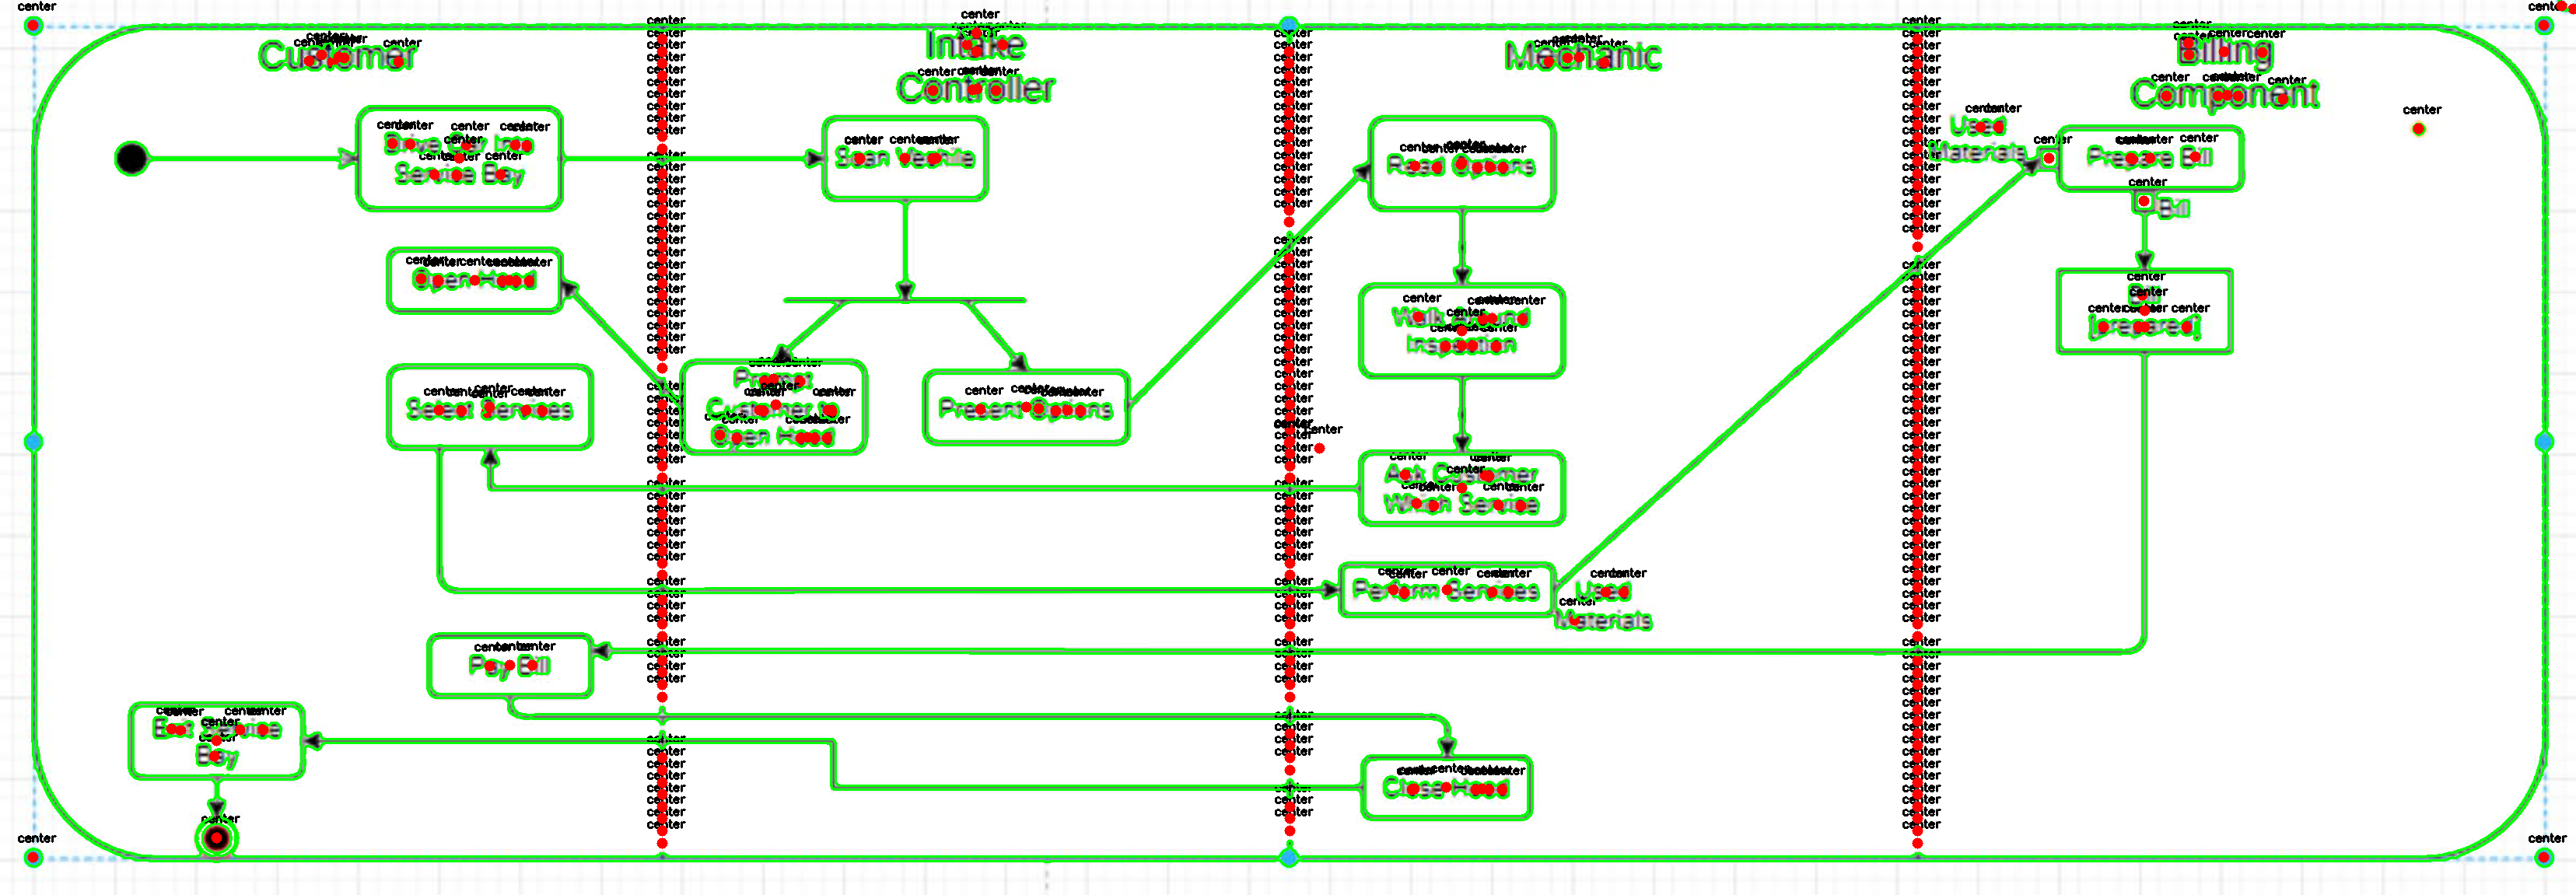 Customer
Intake
Controller
Mechanic
Billing
Component
Drive Car Into
Service Bay
Scan Vechile
Read Options
Used
Materials
Prepare Bill
Bill
Open Hood
Walk Around
Inspection
Bill
[prepared]
Select Services
Prompt
Customer to
Open Hood
Present Options
Ask Customer
Which Service
Perform Services
Used
Materials
Pay Bill
Exit Service
Bay
Close Hood
center